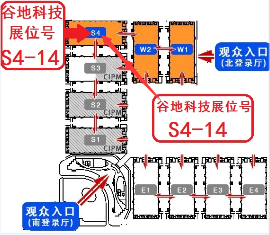 谷地科技
展位号
S4-14
S4
W2
W1
观众入口
(北登录厅)
S3
CIPM
谷地科技展位号
S4-14
S2
CIPM
S1
CIPM
E1
E2
E3
E4
观众入口
(南登录厅)